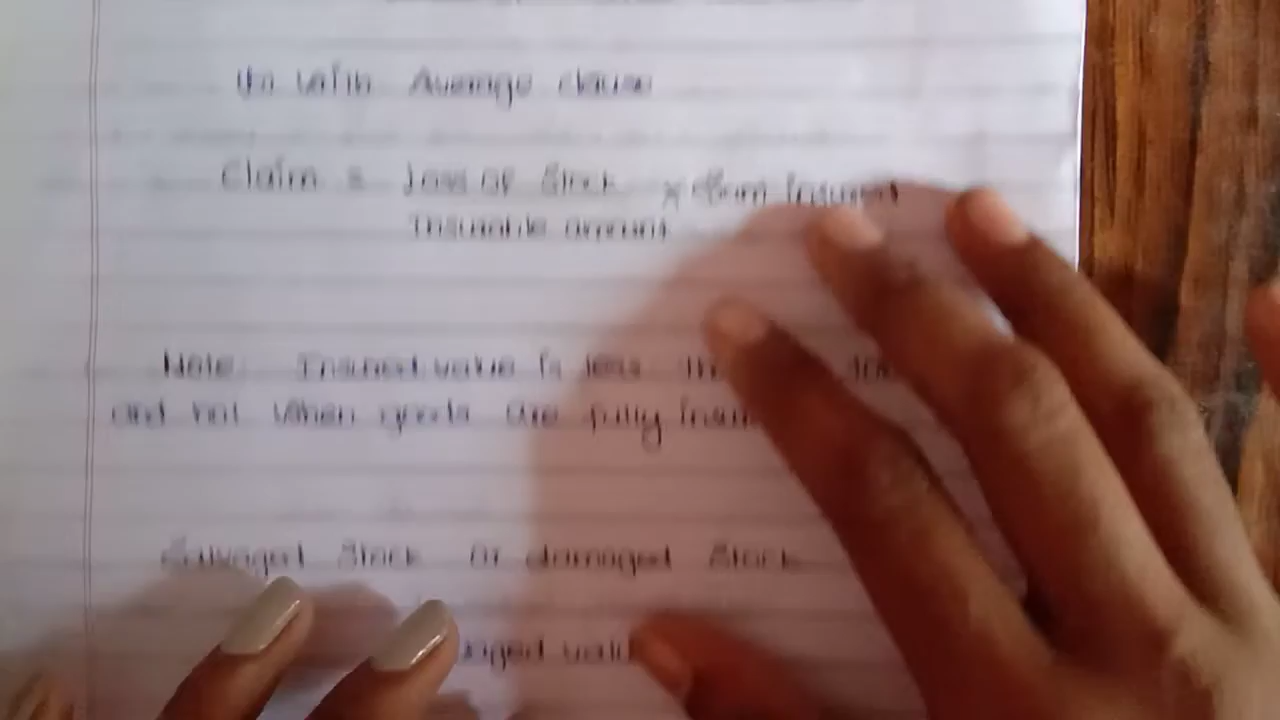 with Average clause
Claim = Loss of Stock x Sum insured
Insurable amount
Note: Insured value is less
and not when goods are fully
Salvaged Stock or damaged Stock